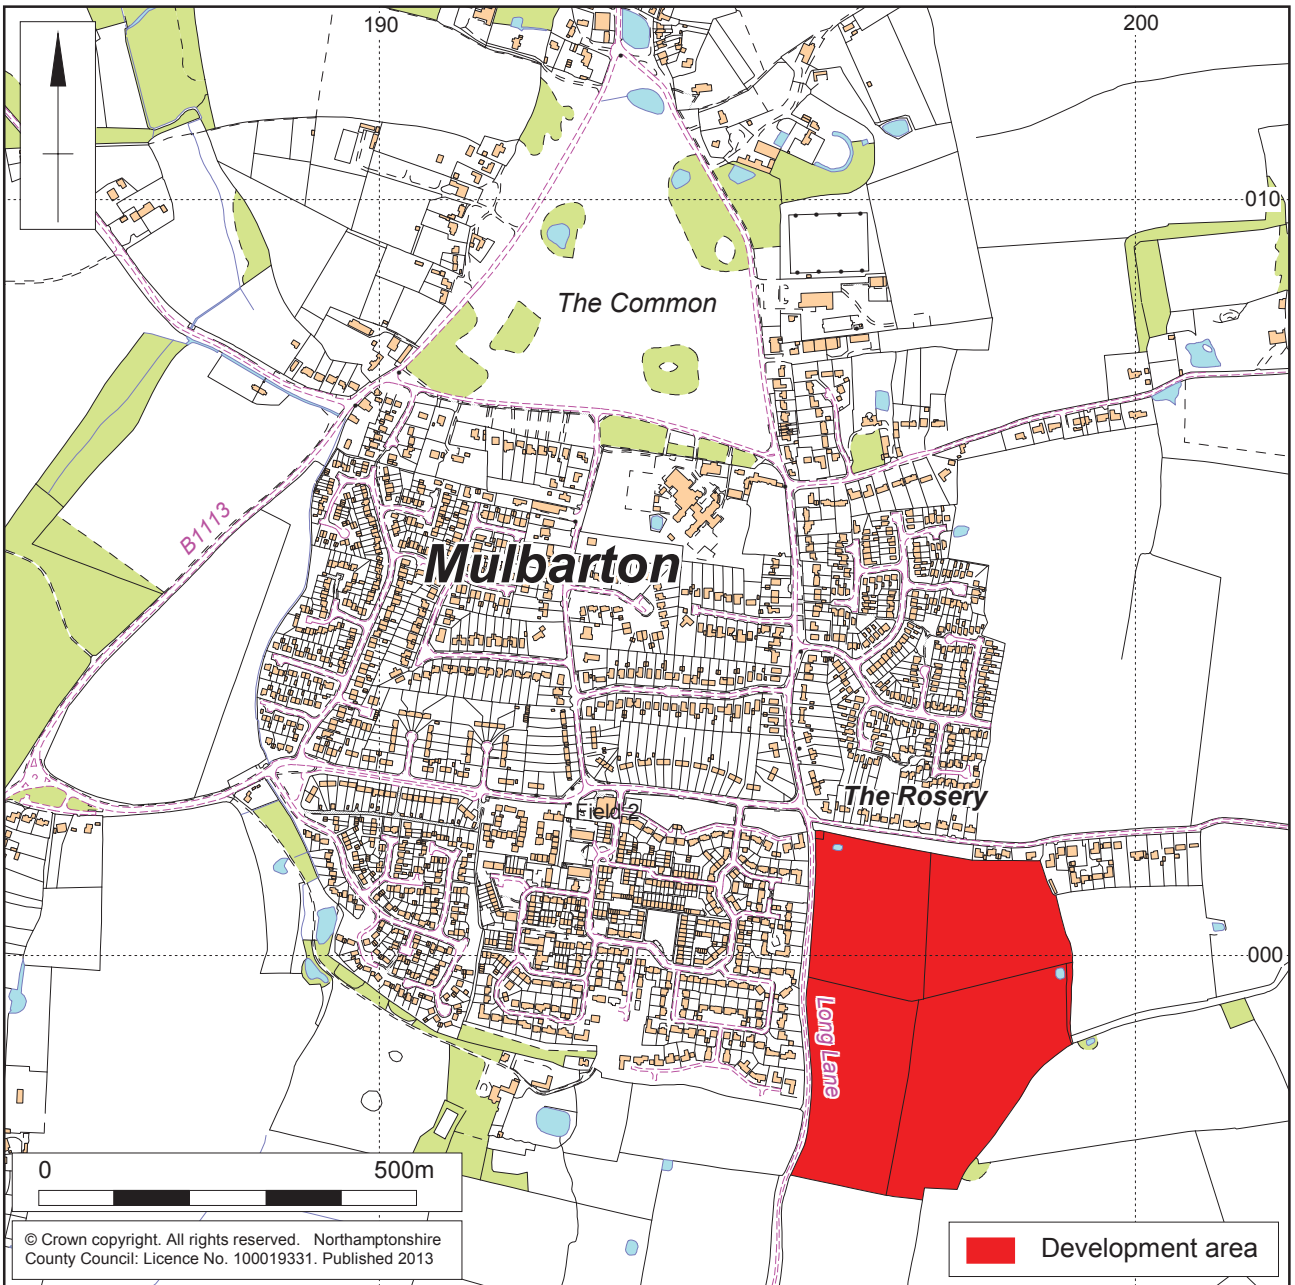 190
200
010
The Common
B1113
Mulbarton
The Rosery
Field 2
000
Long Lane
0 500m
© Crown copyright. All rights reserved. Northamptonshire
County Council: Licence No. 100019331. Published 2013
Development area